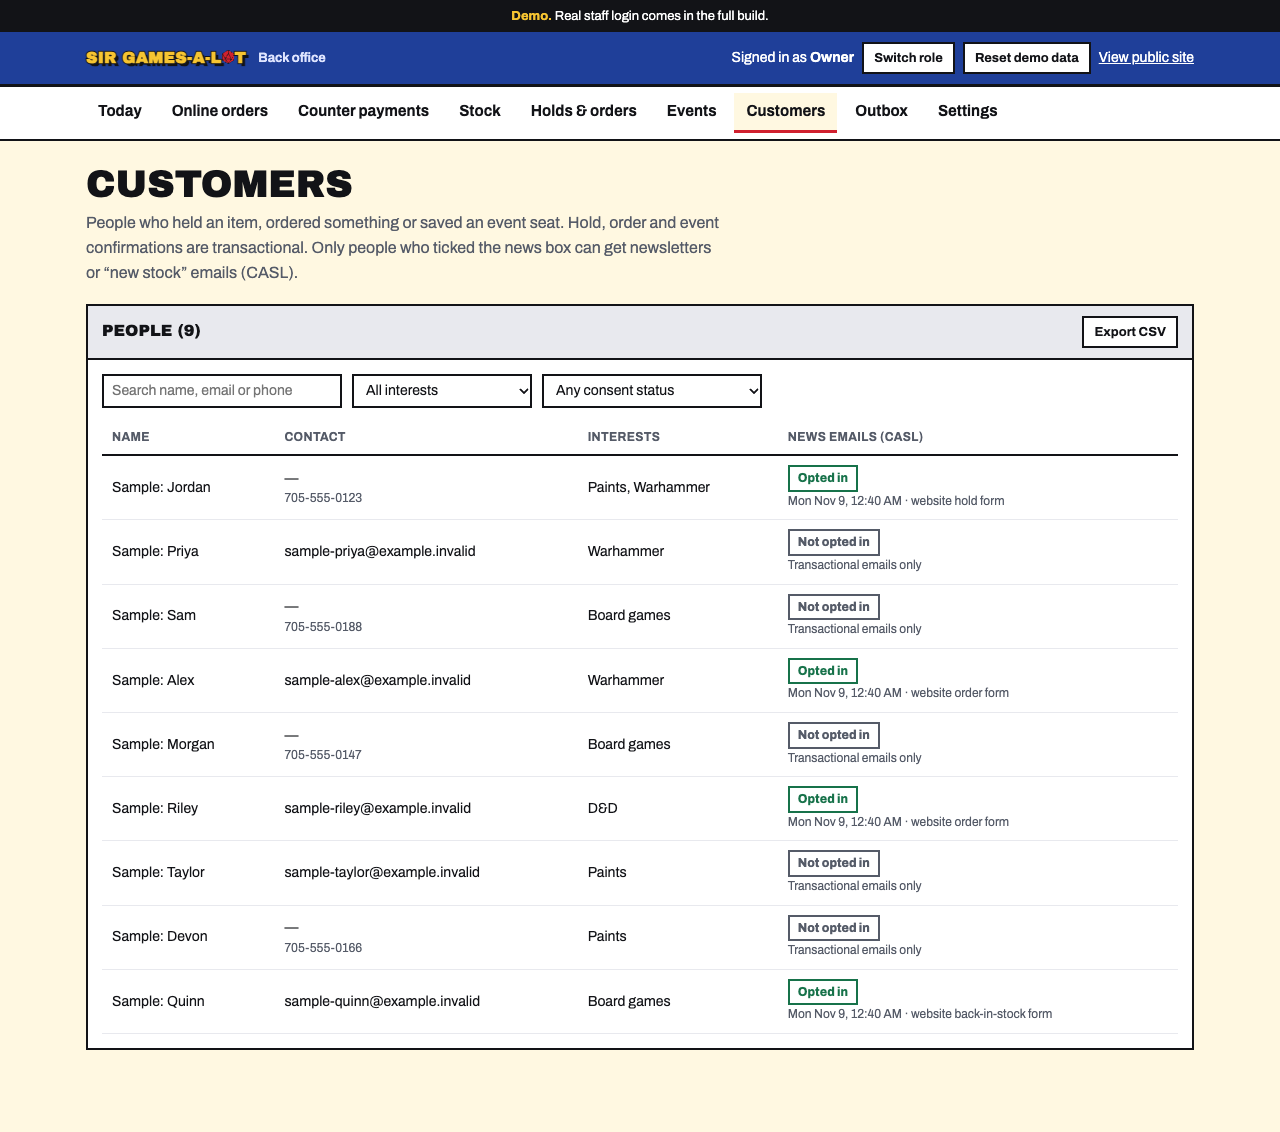 Demo. Real staff login comes in the full build.
SIR GAMES-A-LOT Back office Signed in as Owner Switch role Reset demo data View public site
Today Online orders Counter payments Stock Holds & orders Events Customers Outbox Settings
CUSTOMERS
People who held an item, ordered something or saved an event seat. Hold, order and event
confirmations are transactional. Only people who ticked the news box can get newsletters
or “new stock” emails (CASL).
PEOPLE (9) Export CSV
Search name, email or phone All interests Any consent status
NAME CONTACT INTERESTS NEWS EMAILS (CASL)
Sample: Jordan — Paints, Warhammer Opted in
705-555-0123 Mon Nov 9, 12:40 AM · website hold form
Sample: Priya sample-priya@example.invalid Warhammer Not opted in
Transactional emails only
Sample: Sam — Board games Not opted in
705-555-0188 Transactional emails only
Sample: Alex sample-alex@example.invalid Warhammer Opted in
Mon Nov 9, 12:40 AM · website order form
Sample: Morgan — Board games Not opted in
705-555-0147 Transactional emails only
Sample: Riley sample-riley@example.invalid D&D Opted in
Mon Nov 9, 12:40 AM · website order form
Sample: Taylor sample-taylor@example.invalid Paints Not opted in
Transactional emails only
Sample: Devon — Paints Not opted in
705-555-0166 Transactional emails only
Sample: Quinn sample-quinn@example.invalid Board games Opted in
Mon Nov 9, 12:40 AM · website back-in-stock form